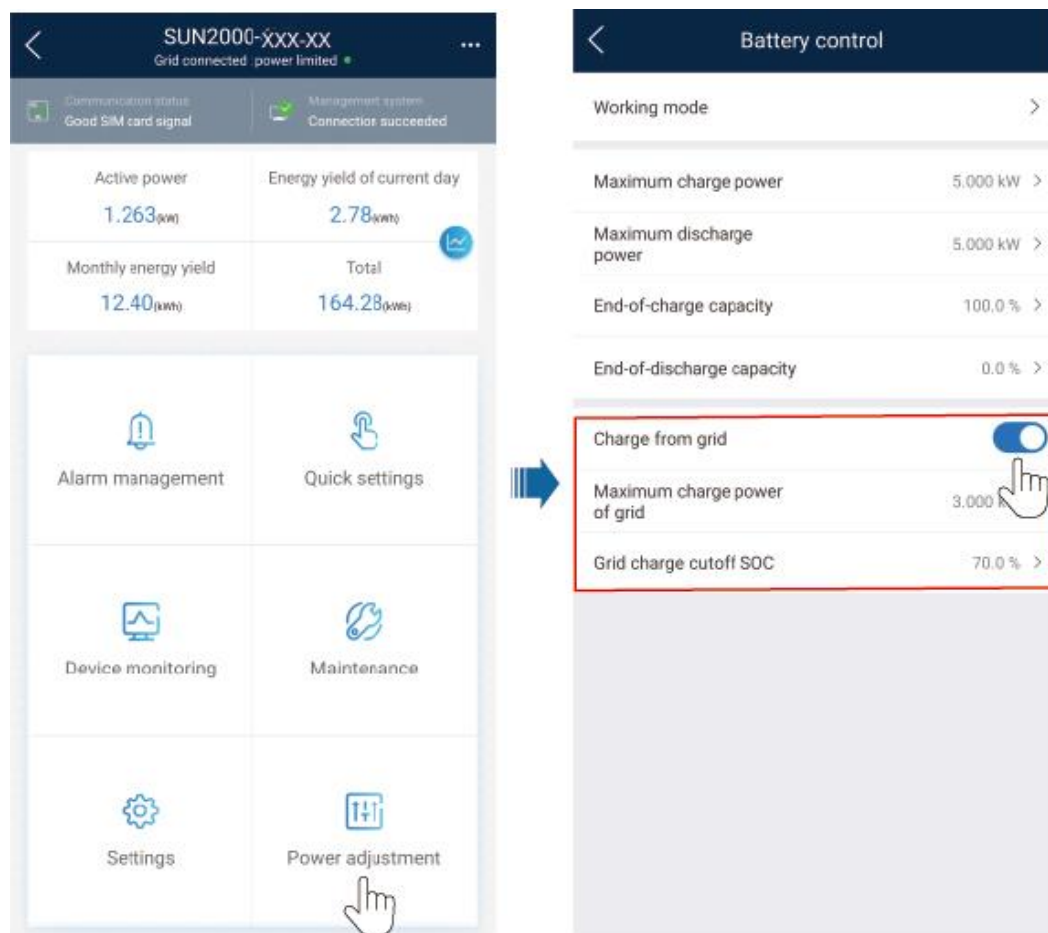 SUN2000-XXX-XX
Grid connected :power limited
Communication status
Good SIM card signal
Management system
Connection succeeded
Active power
1.263(kW)
Energy yield of current day
2.78(kWh)
Monthly energy yield
12.40(kWh)
Total
164.28(kWh)
Alarm management
Quick settings
Device monitoring
Maintenance
Settings
Power adjustment
Battery control
Working mode
Maximum charge power
5.000 kW
Maximum discharge
power
5.000 kW
End-of-charge capacity
100.0 %
End-of-discharge capacity
0.0 %
Charge from grid
Maximum charge power
of grid
3.000
Grid charge cutoff SOC
70.0 %